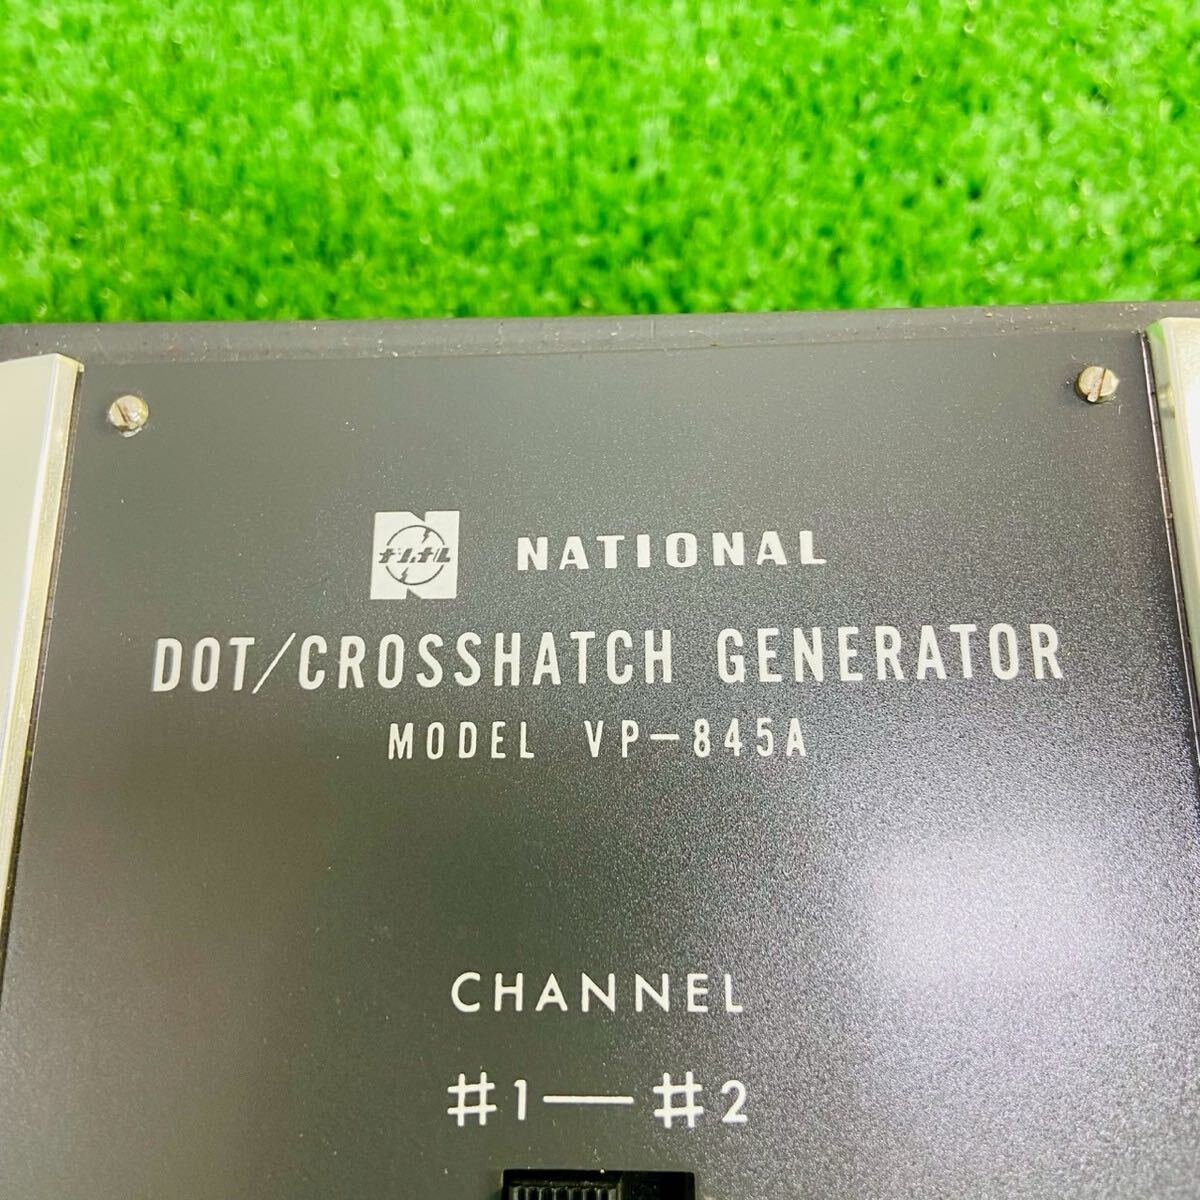 ナショナル NATIONAL
DOT/CROSSHATCH GENERATOR
MODEL VP-845A
CHANNEL
#1—#2